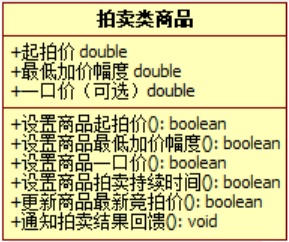 拍卖类商品
+起拍价 double
+最低加价幅度 double
+一口价（可选）double
+设置商品起拍价(): boolean
+设置商品最低加价幅度(): boolean
+设置商品一口价(): boolean
+设置商品拍卖持续时间(): boolean
+更新商品最新竞拍价(): boolean
+通知拍卖结果回馈(): void